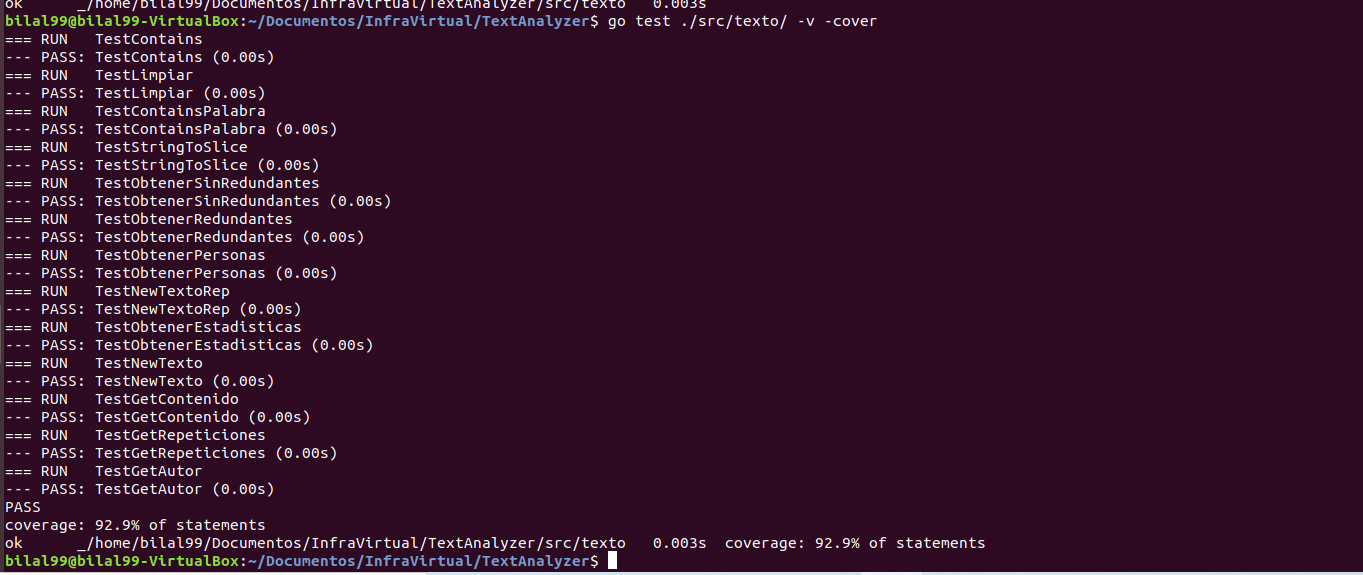 ok      _/home/bilal99/Documentos/InfraVirtual/TextAnalyzer/src/texto   0.003s
bilal99@bilal99-VirtualBox:~/Documentos/InfraVirtual/TextAnalyzer$ go test ./src/texto/ -v -cover
=== RUN   TestContains
--- PASS: TestContains (0.00s)
=== RUN   TestLimpiar
--- PASS: TestLimpiar (0.00s)
=== RUN   TestContainsPalabra
--- PASS: TestContainsPalabra (0.00s)
=== RUN   TestStringToSlice
--- PASS: TestStringToSlice (0.00s)
=== RUN   TestObtenerSinRedundantes
--- PASS: TestObtenerSinRedundantes (0.00s)
=== RUN   TestObtenerRedundantes
--- PASS: TestObtenerRedundantes (0.00s)
=== RUN   TestObtenerPersonas
--- PASS: TestObtenerPersonas (0.00s)
=== RUN   TestNewTextoRep
--- PASS: TestNewTextoRep (0.00s)
=== RUN   TestObtenerEstadisticas
--- PASS: TestObtenerEstadisticas (0.00s)
=== RUN   TestNewTexto
--- PASS: TestNewTexto (0.00s)
=== RUN   TestGetContenido
--- PASS: TestGetContenido (0.00s)
=== RUN   TestGetRepeticiones
--- PASS: TestGetRepeticiones (0.00s)
=== RUN   TestGetAutor
--- PASS: TestGetAutor (0.00s)
PASS
coverage: 92.9% of statements
ok      _/home/bilal99/Documentos/InfraVirtual/TextAnalyzer/src/texto   0.003s  coverage: 92.9% of statements
bilal99@bilal99-VirtualBox:~/Documentos/InfraVirtual/TextAnalyzer$